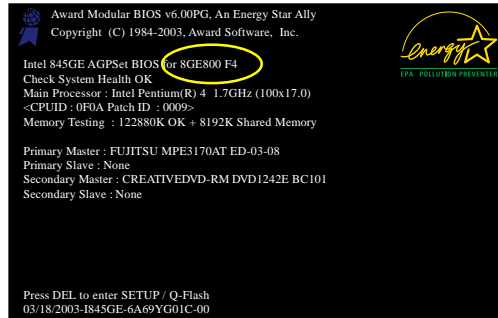 Award Modular BIOS v6.00PG, An Energy Star Ally
Copyright (C) 1984-2003, Award Software, Inc.
energy
EPA POLLUTION PREVENTER
Intel 845GE AGPSet BIOS for 8GE800 F4
Check System Health OK
Main Processor : Intel Pentium(R) 4 1.7GHz (100x17.0)
<CPUID : 0F0A Patch ID : 0009>
Memory Testing : 122880K OK + 8192K Shared Memory
Primary Master : FUJITSU MPE3170AT ED-03-08
Primary Slave : None
Secondary Master : CREATIVEDVD-RM DVD1242E BC101
Secondary Slave : None
Press DEL to enter SETUP / Q-Flash
03/18/2003-I845GE-6A69YG01C-00